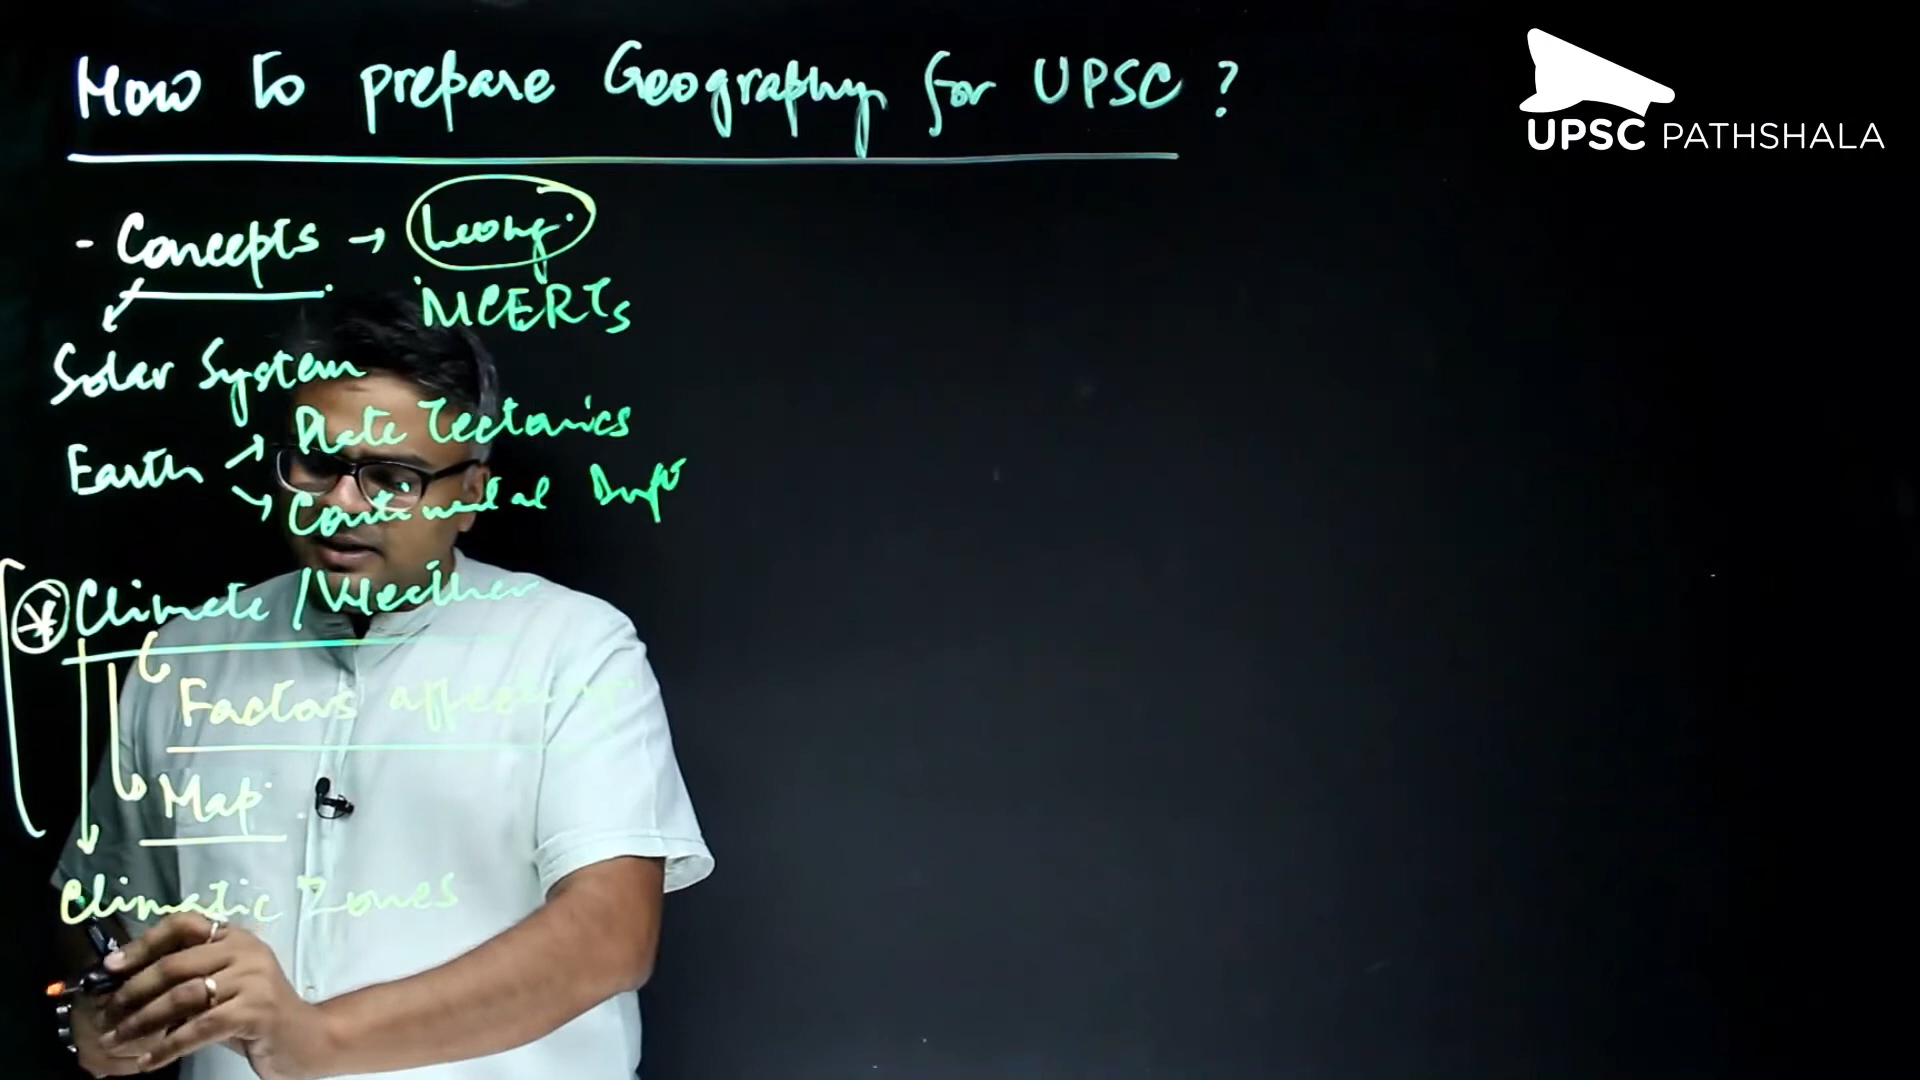 How to prepare Geography for UPSC ?
UPSC PATHSHALA
- Concepts → Leong.
NCERTs
Solar System
Earth → Plate Tectonics
→ Continental Drift
Climate / Weather
Factors affecting
Map.
Climatic Zones